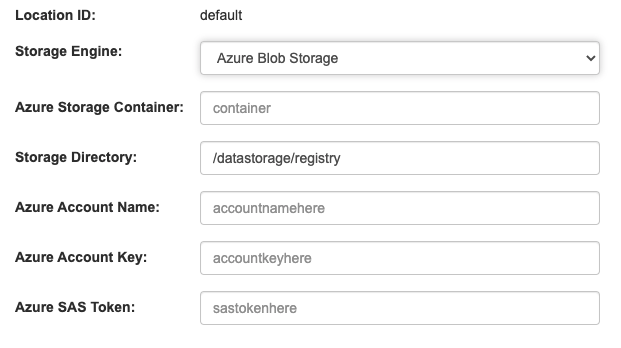 Location ID: default
Storage Engine: Azure Blob Storage
Azure Storage Container: container
Storage Directory: /datastorage/registry
Azure Account Name: accountnamehere
Azure Account Key: accountkeyhere
Azure SAS Token: sastokenhere